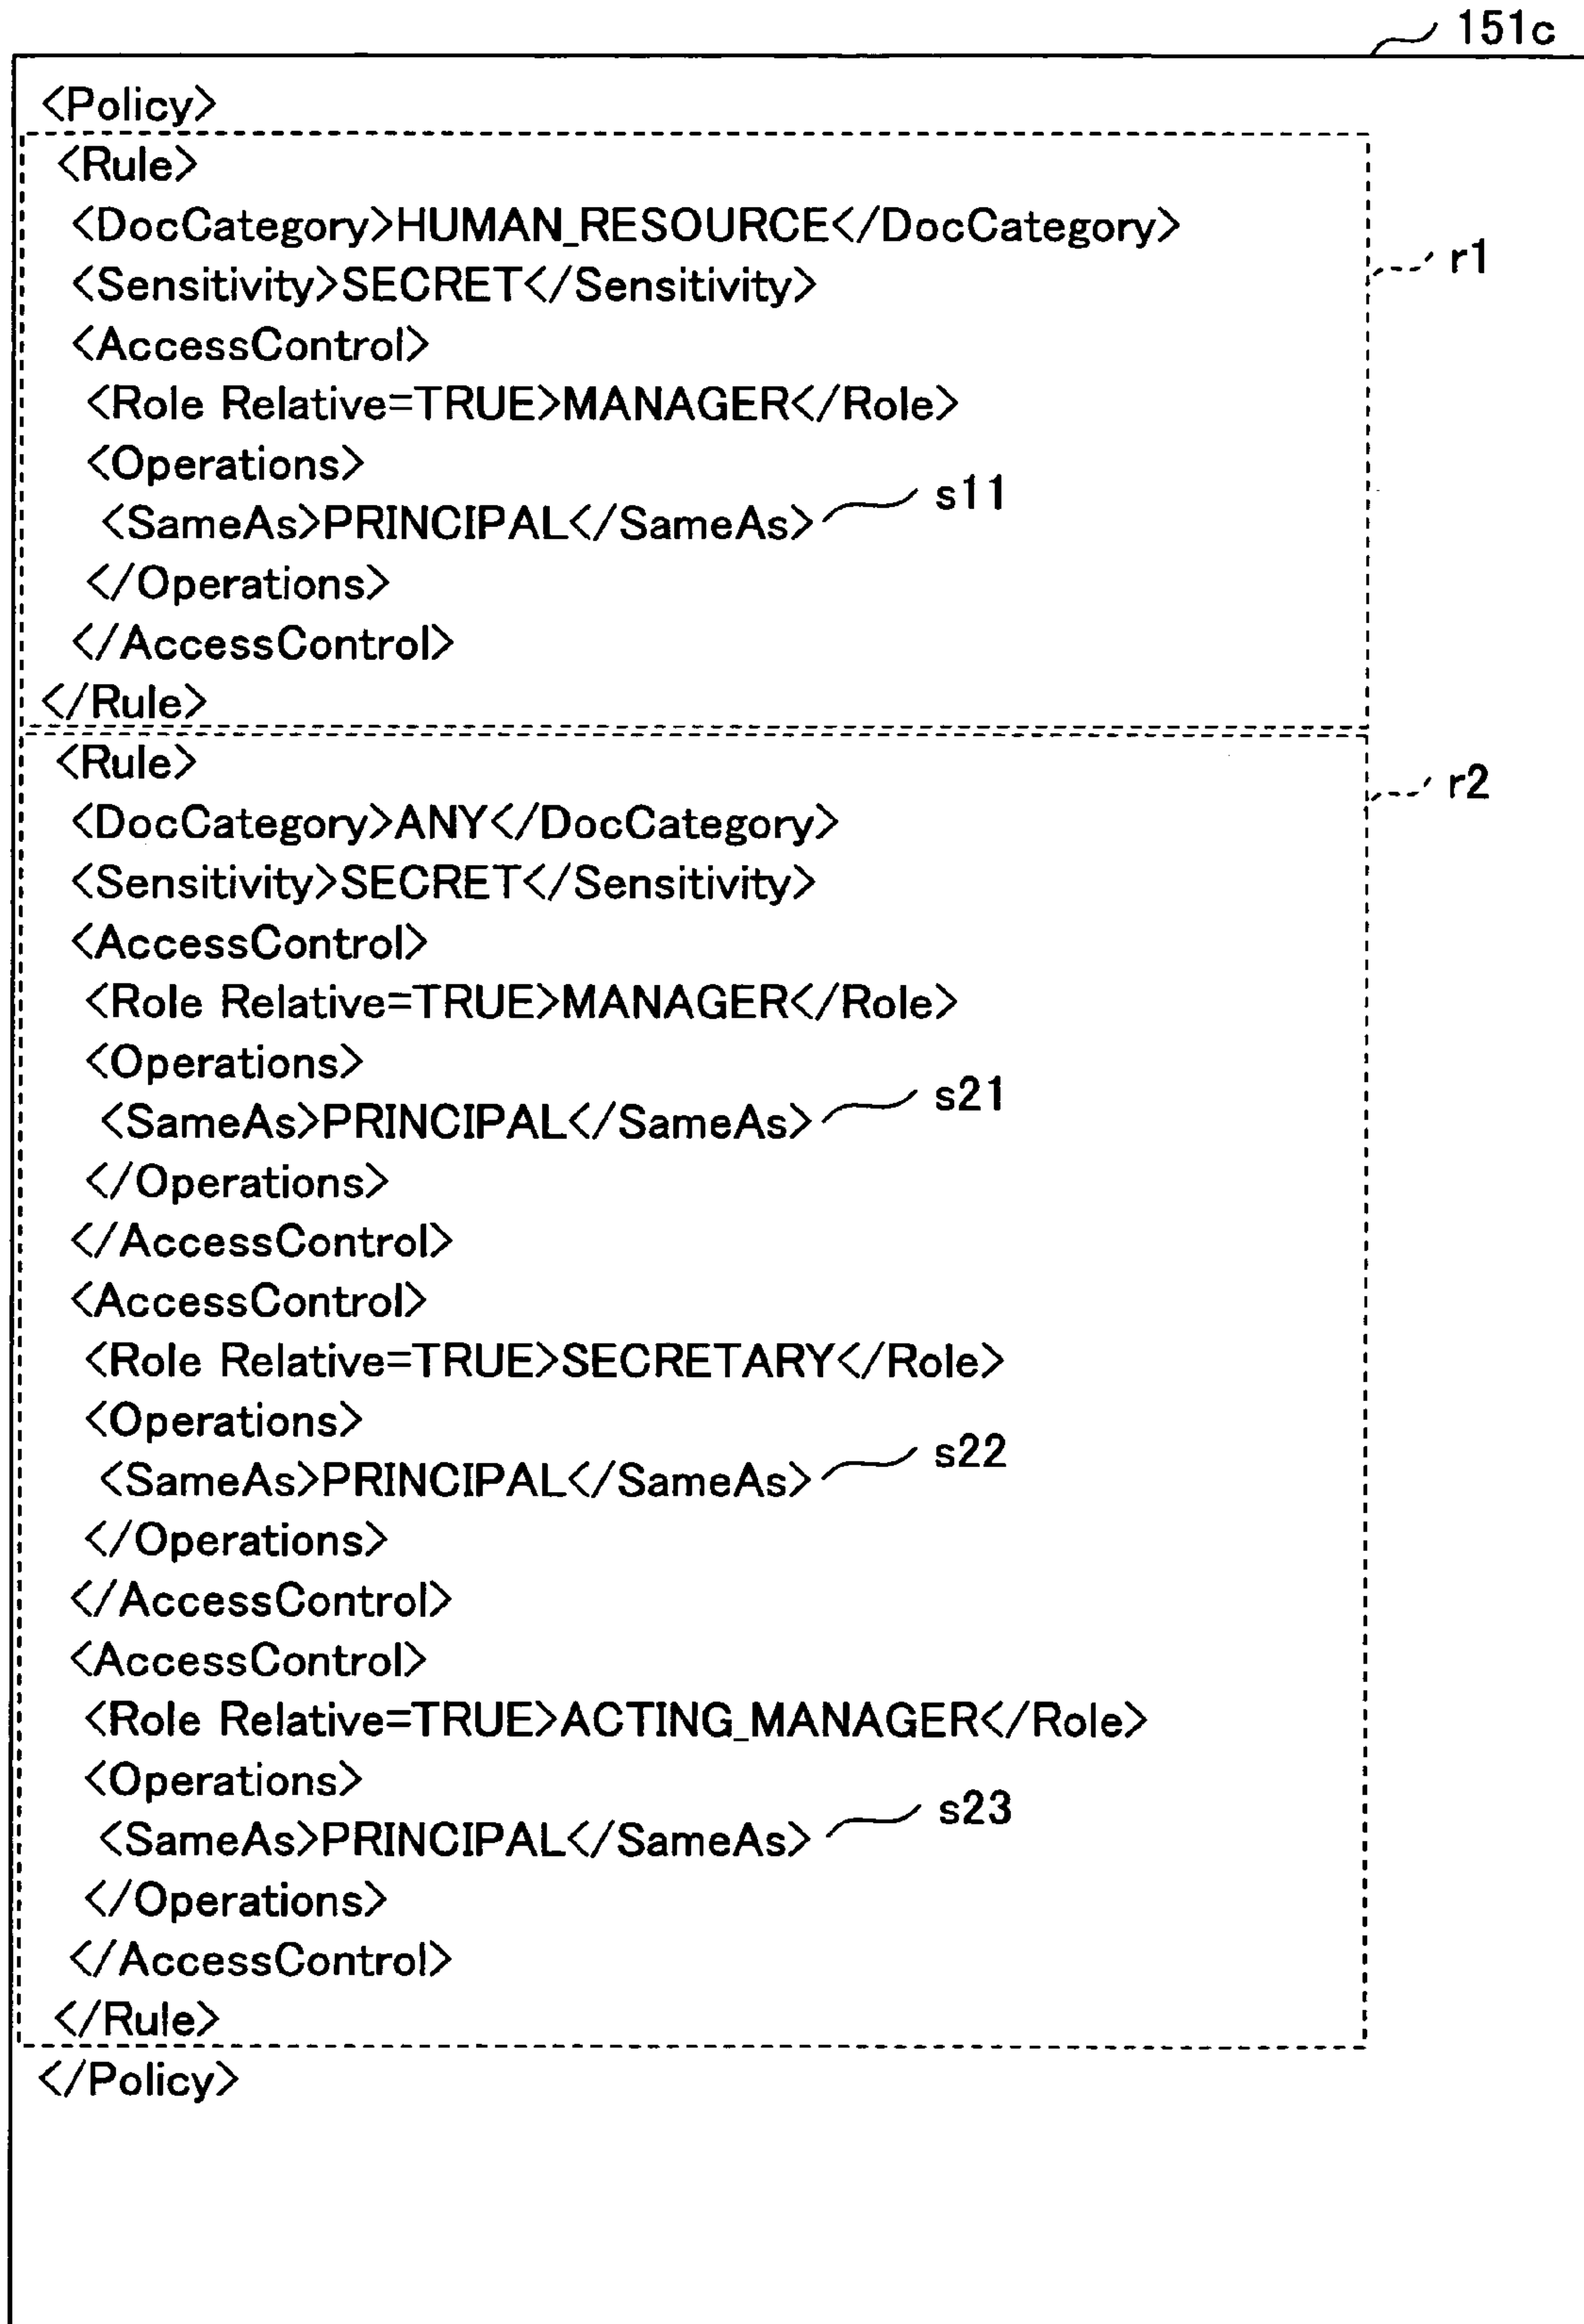 151c
<Policy>
<Rule>
<DocCategory>HUMAN_RESOURCE</DocCategory>
r1
<Sensitivity>SECRET</Sensitivity>
<AccessControl>
<Role Relative=TRUE>MANAGER</Role>
<Operations>
<SameAs>PRINCIPAL</SameAs> s11
</Operations>
</AccessControl>
</Rule>
<Rule>
r2
<DocCategory>ANY</DocCategory>
<Sensitivity>SECRET</Sensitivity>
<AccessControl>
<Role Relative=TRUE>MANAGER</Role>
<Operations>
<SameAs>PRINCIPAL</SameAs> s21
</Operations>
</AccessControl>
<AccessControl>
<Role Relative=TRUE>SECRETARY</Role>
<Operations>
<SameAs>PRINCIPAL</SameAs> s22
</Operations>
</AccessControl>
<AccessControl>
<Role Relative=TRUE>ACTING_MANAGER</Role>
<Operations>
<SameAs>PRINCIPAL</SameAs> s23
</Operations>
</AccessControl>
</Rule>
</Policy>